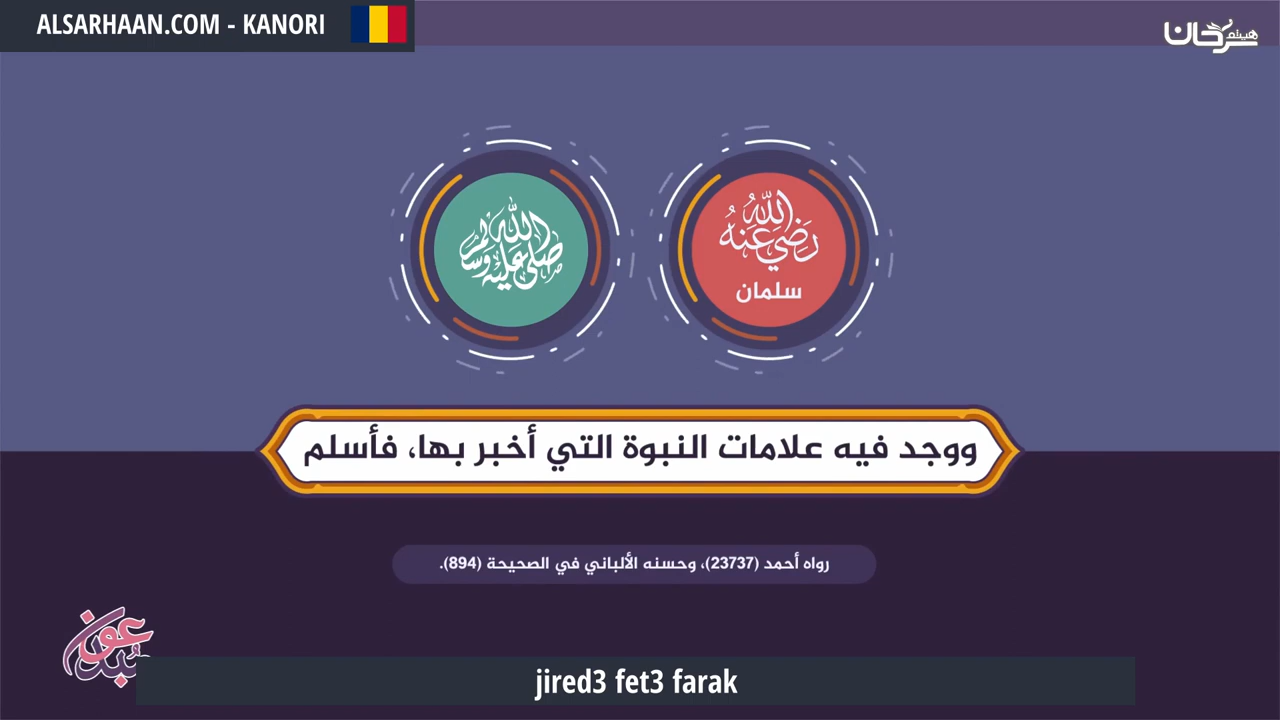 ALSARHAAN.COM - KANORI
هيثم
سرحان
صلى الله عليه وسلم
رضي الله عنه
سلمان
ووجد فيه علامات النبوة التي أخبر بها، فأسلم
رواه أحمد (23737)، وحسنه الألباني في الصحيحة (894).
jired3 fet3 farak